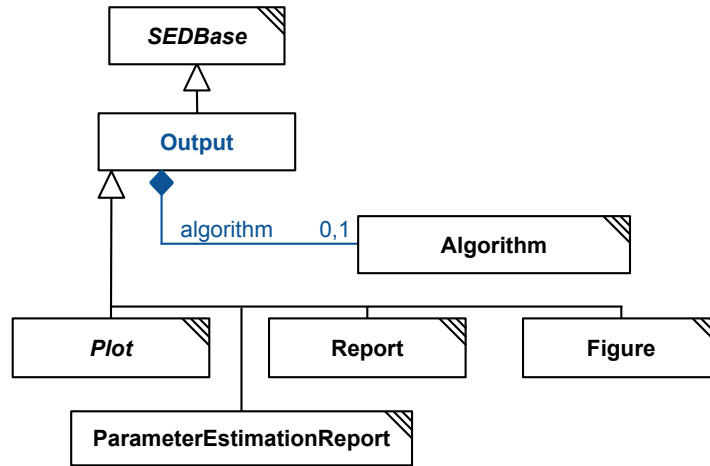 SEDBase
Output
algorithm 0,1
Algorithm
Plot
Report
Figure
ParameterEstimationReport